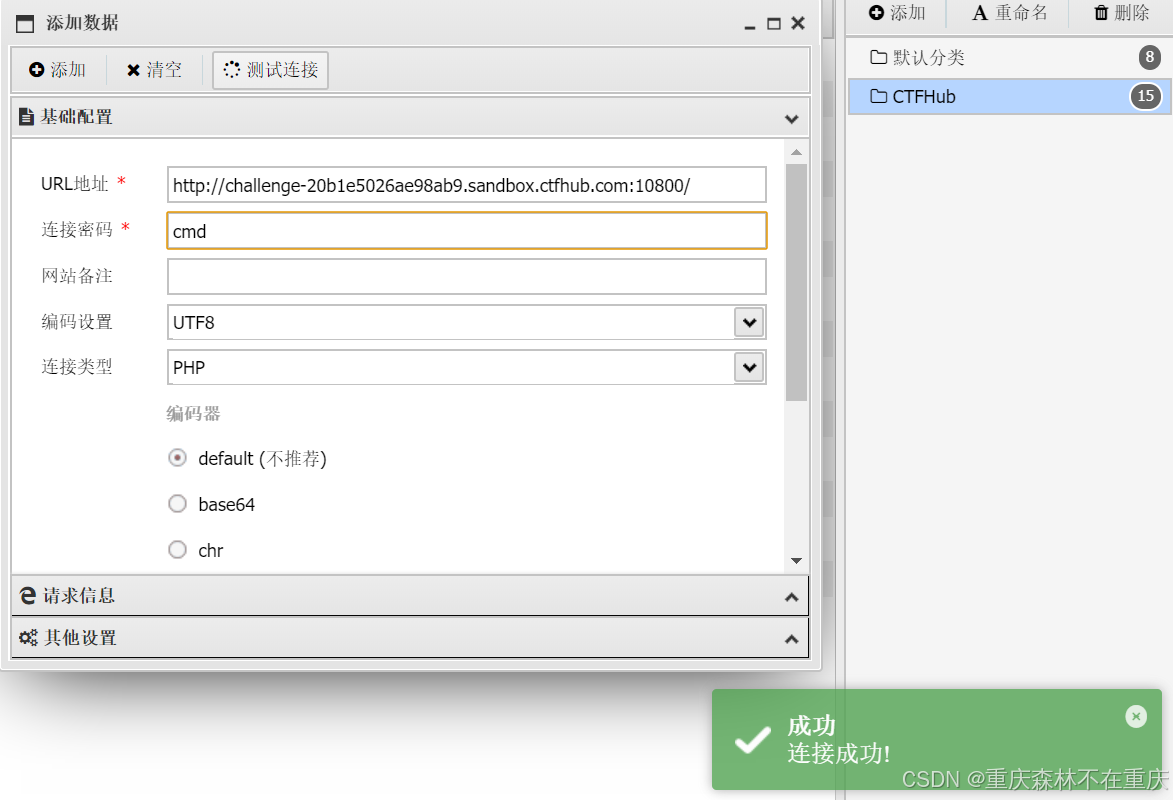 添加数据
添加 清空 测试连接
基础配置
URL地址 *
http://challenge-20b1e5026ae98ab9.sandbox.ctfhub.com:10800/
连接密码 *
cmd
网站备注
编码设置
UTF8
连接类型
PHP
编码器
default (不推荐)
base64
chr
请求信息
其他设置
添加 A 重命名 删除
默认分类 8
CTFHub 15
成功
连接成功!
CSDN @重庆森林不在重庆